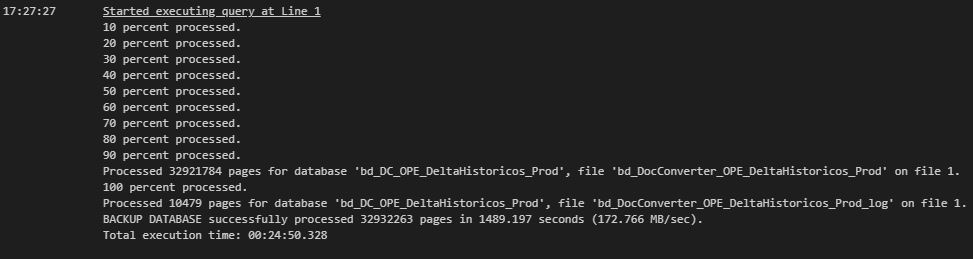 17:27:27 Started executing query at Line 1
10 percent processed.
20 percent processed.
30 percent processed.
40 percent processed.
50 percent processed.
60 percent processed.
70 percent processed.
80 percent processed.
90 percent processed.
Processed 32921784 pages for database 'bd_DC_OPE_DeltaHistoricos_Prod', file 'bd_DocConverter_OPE_DeltaHistoricos_Prod' on file 1.
100 percent processed.
Processed 10479 pages for database 'bd_DC_OPE_DeltaHistoricos_Prod', file 'bd_DocConverter_OPE_DeltaHistoricos_Prod_log' on file 1.
BACKUP DATABASE successfully processed 32932263 pages in 1489.197 seconds (172.766 MB/sec).
Total execution time: 00:24:50.328